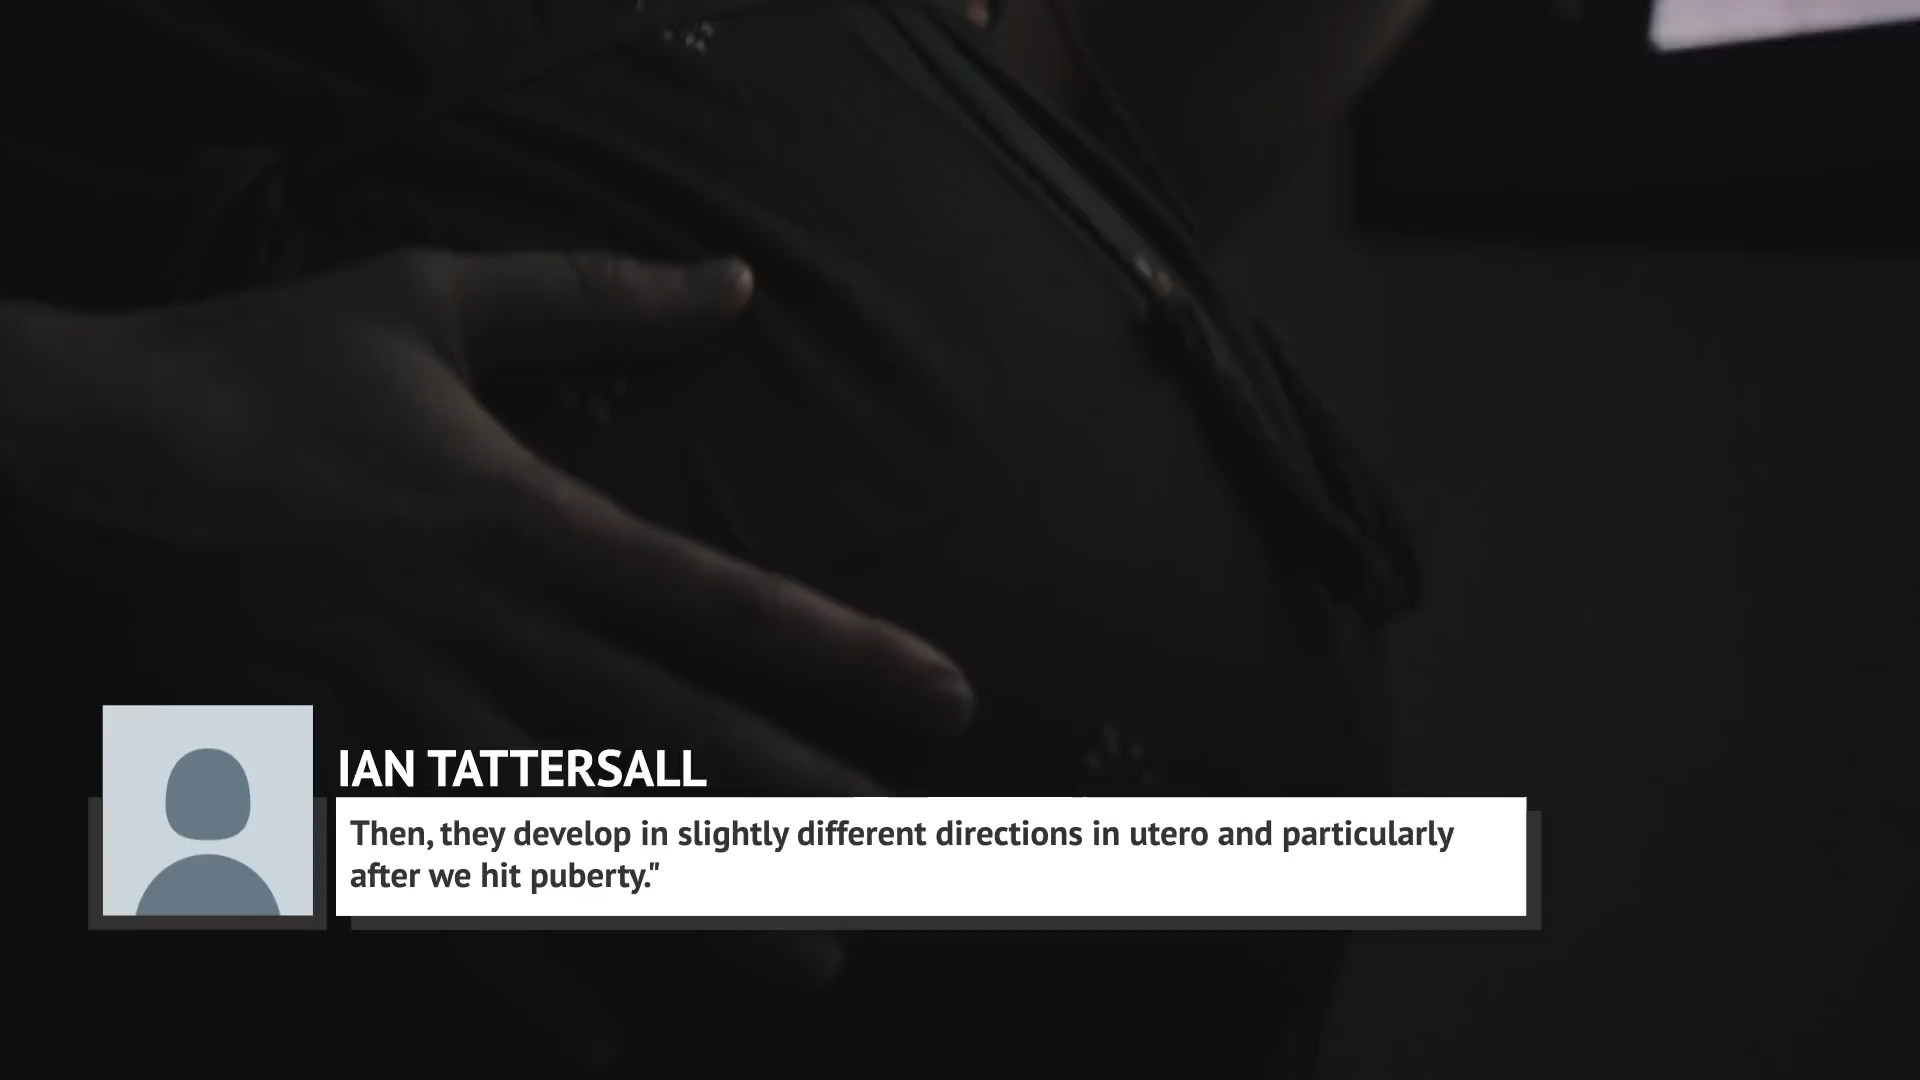 IAN TATTERSALL
Then, they develop in slightly different directions in utero and particularly
after we hit puberty."